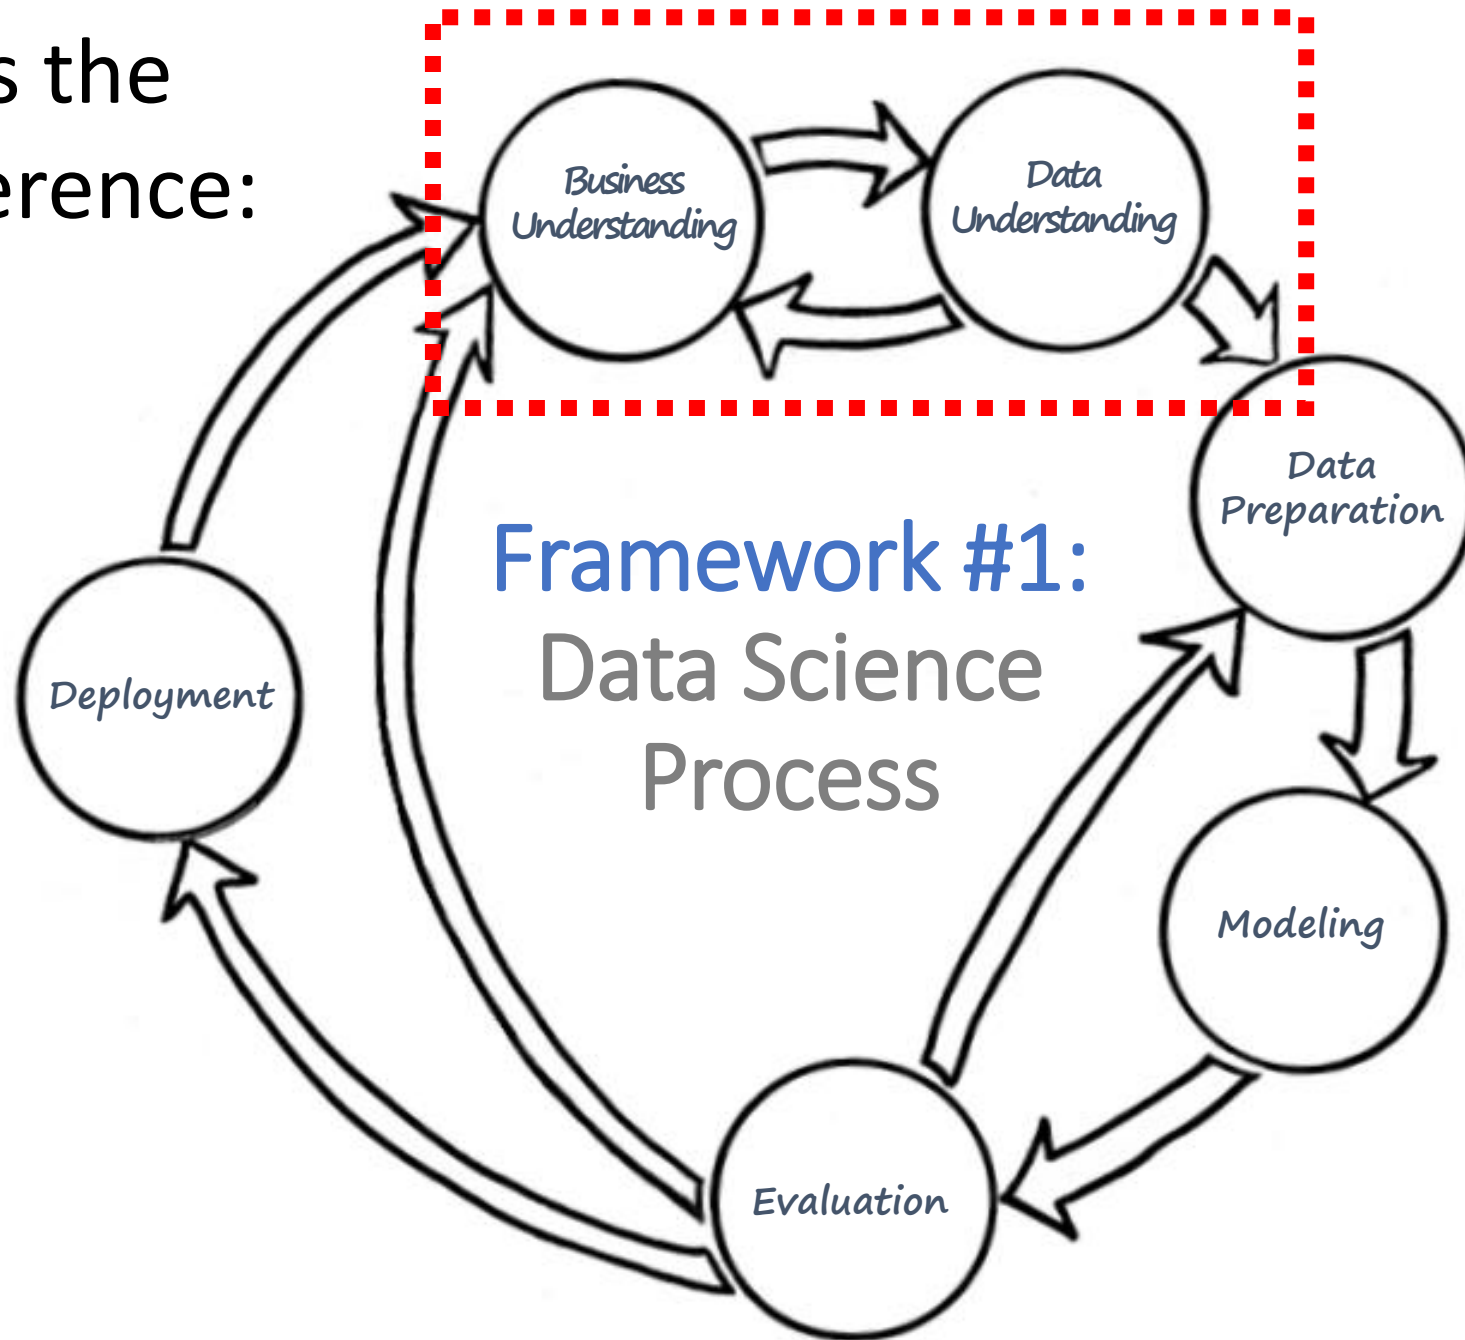 s the
erence:
Business
Understanding
Data
Understanding
Data
Preparation
Framework #1:
Data Science
Process
Deployment
Modeling
Evaluation